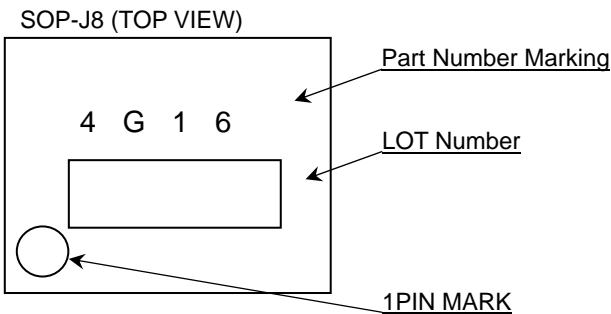 SOP-J8 (TOP VIEW)
Part Number Marking
4 G 1 6
LOT Number
1PIN MARK